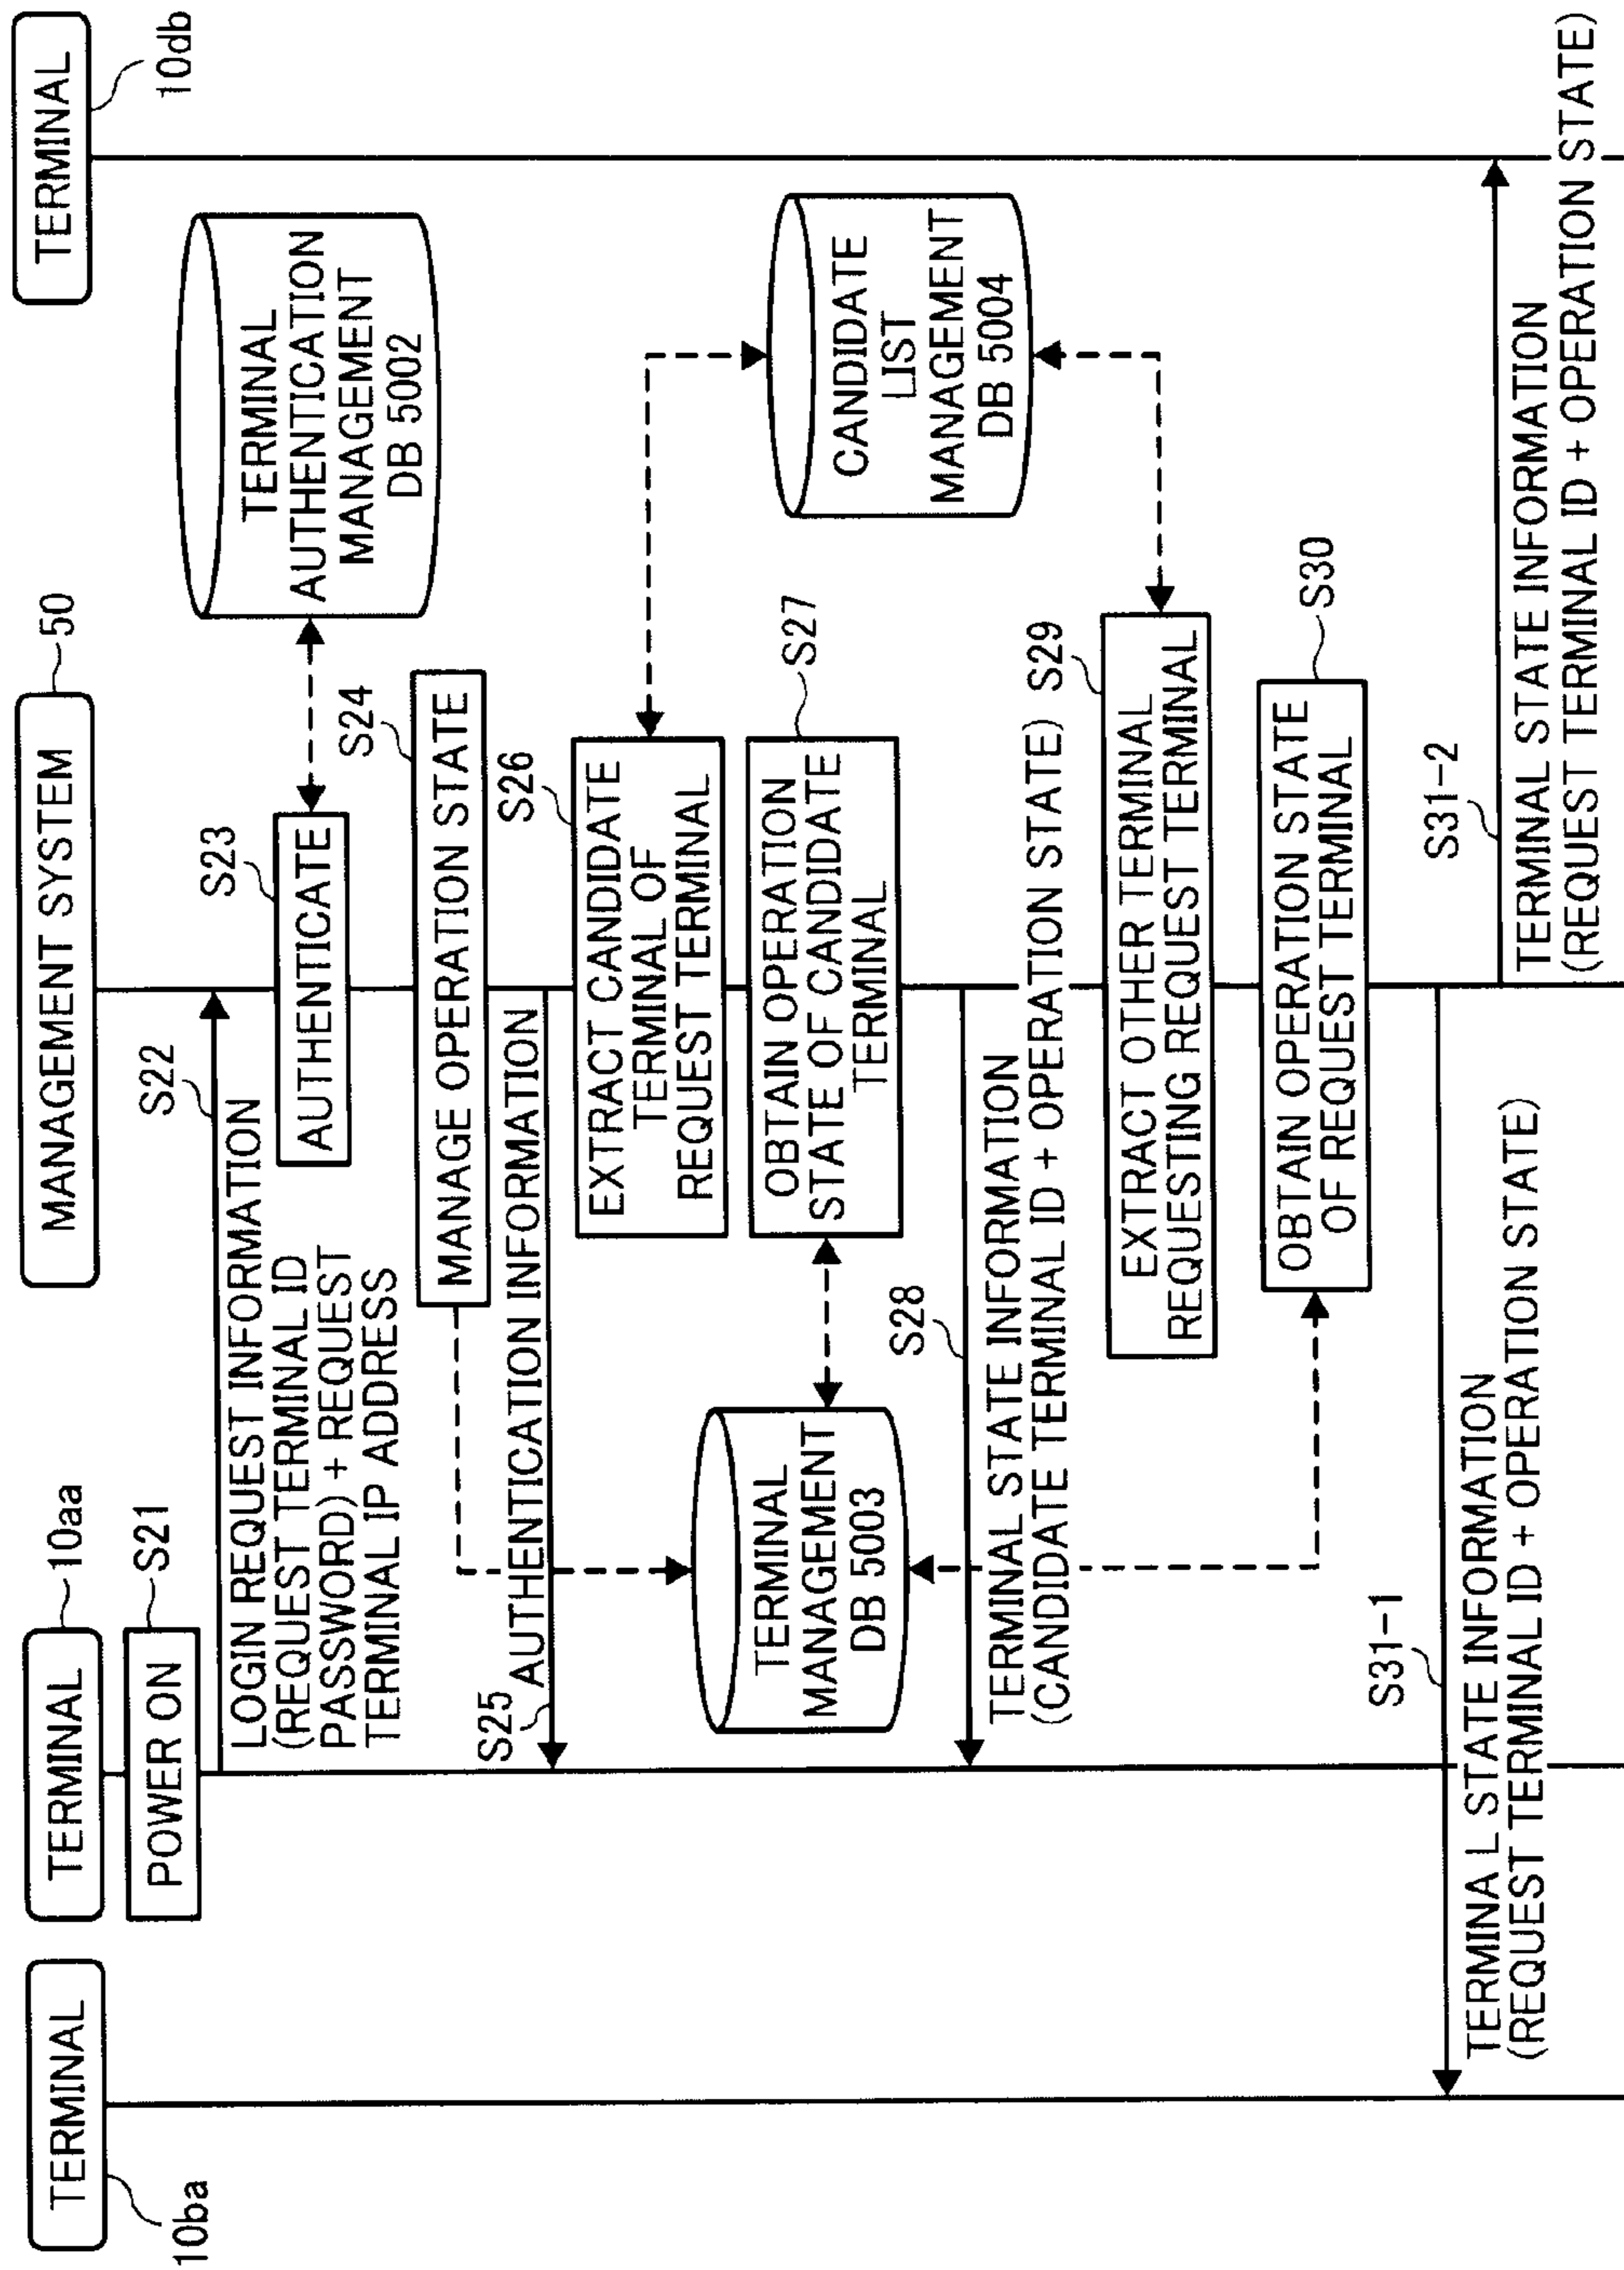 TERMINAL
10ba
TERMINAL
10aa
MANAGEMENT SYSTEM
50
TERMINAL
10db
POWER ON
S21
S22
LOGIN REQUEST INFORMATION
(REQUEST TERMINAL ID
PASSWORD) + REQUEST
TERMINAL IP ADDRESS
S23
AUTHENTICATE
TERMINAL
AUTHENTICATION
MANAGEMENT
DB 5002
S24
MANAGE OPERATION STATE
S25
AUTHENTICATION INFORMATION
S26
EXTRACT CANDIDATE
TERMINAL OF
REQUEST TERMINAL
S27
OBTAIN OPERATION
STATE OF CANDIDATE
TERMINAL
TERMINAL
MANAGEMENT
DB 5003
CANDIDATE
LIST
MANAGEMENT
DB 5004
S28
TERMINAL STATE INFORMATION
(CANDIDATE TERMINAL ID + OPERATION STATE)
S29
EXTRACT OTHER TERMINAL
REQUESTING REQUEST TERMINAL
S30
OBTAIN OPERATION STATE
OF REQUEST TERMINAL
S31-1
TERMINA L STATE INFORMATION
(REQUEST TERMINAL ID + OPERATION STATE)
S31-2
TERMINAL STATE INFORMATION
(REQUEST TERMINAL ID + OPERATION STATE)